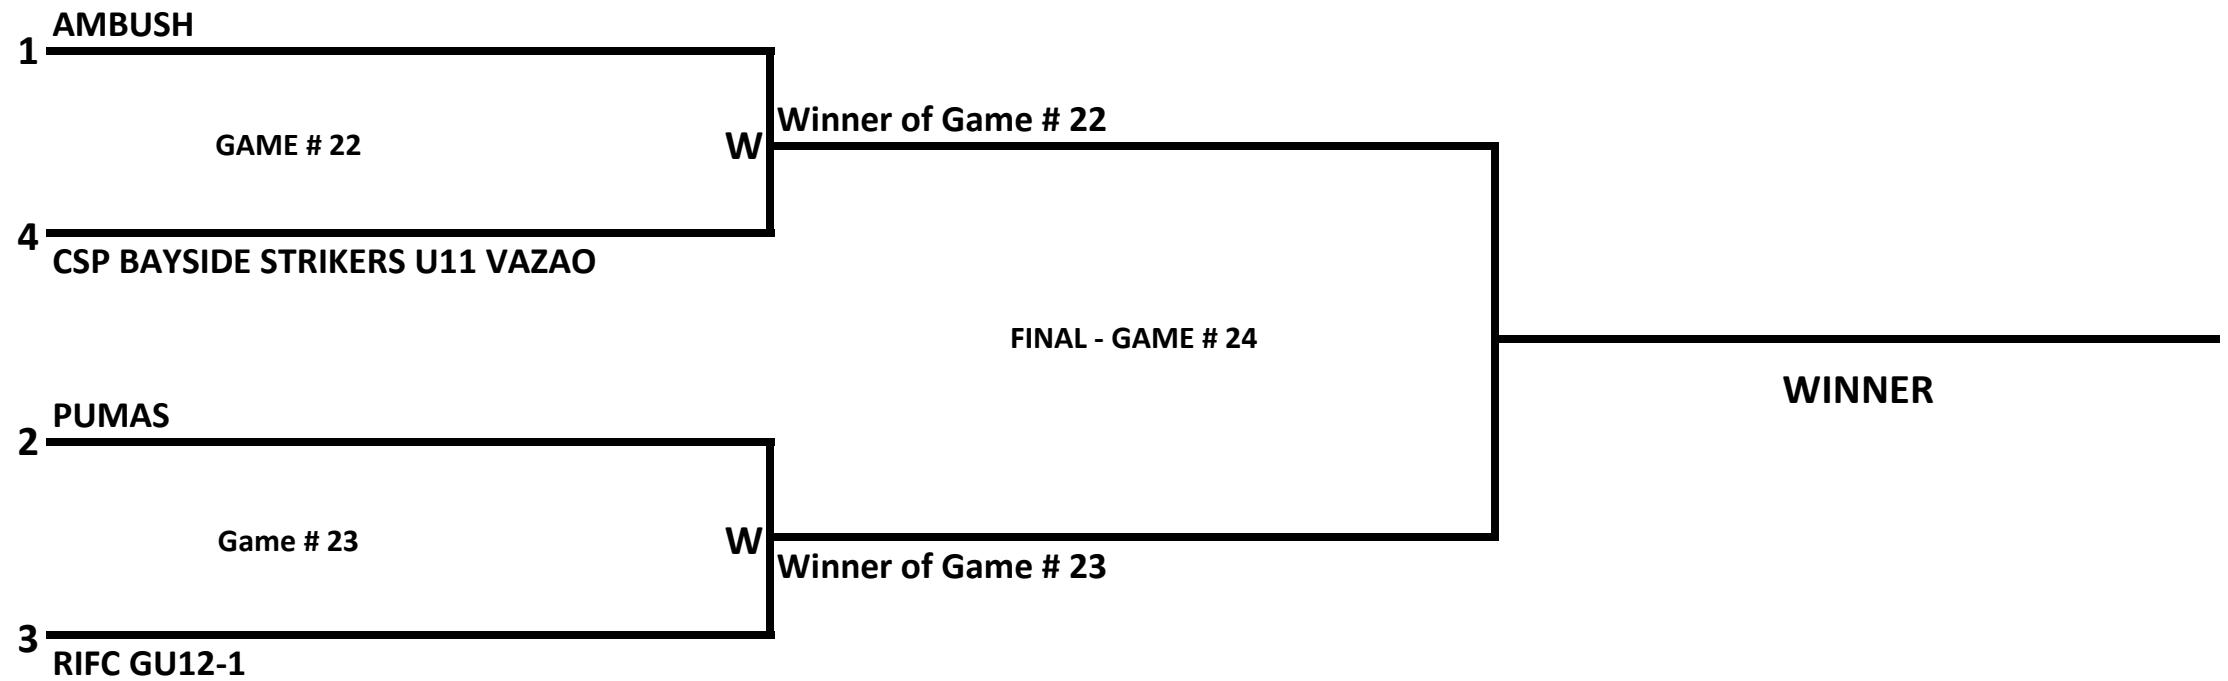 AMBUSH
1
Winner of Game # 22
GAME # 22
W
4
CSP BAYSIDE STRIKERS U11 VAZAO
FINAL - GAME # 24
WINNER
PUMAS
2
Game # 23
W
Winner of Game # 23
3
RIFC GU12-1